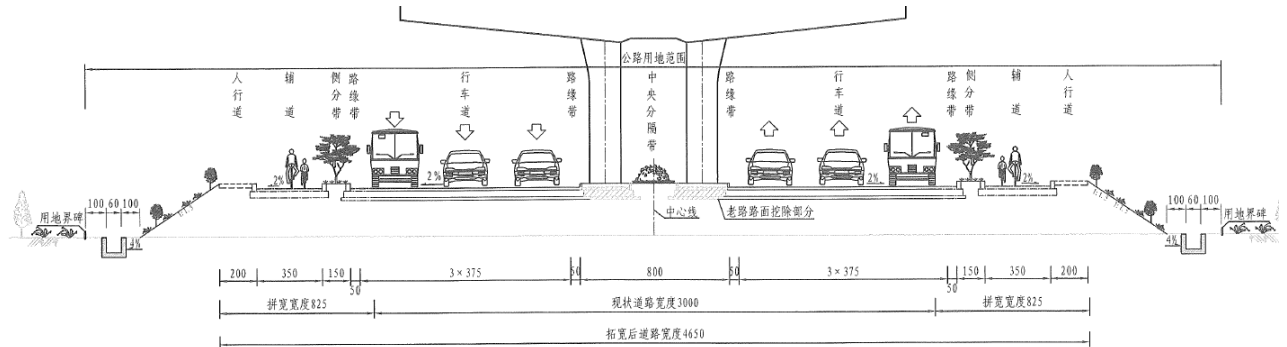 公路用地范围
人行道
辅道
侧分带
路缘带
行车道
路缘带
中央分隔带
路缘带
行车道
路缘带
侧分带
辅道
人行道
2%
2%
2%
2%
100 60 100
用地界碑
4%
中心线
老路路面挖除部分
100 60 100
用地界碑
4%
200 350 150 50 3×375 50 800 50 3×375 50 150 350 200
拼宽宽度825 现状道路宽度3000 拼宽宽度825
拓宽后道路宽度4650